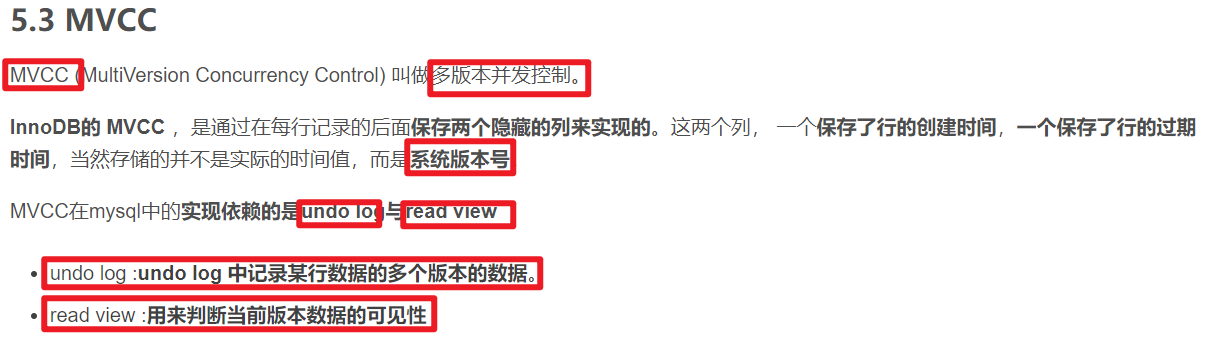 5.3 MVCC
MVCC (MultiVersion Concurrency Control) 叫做多版本并发控制。
InnoDB的 MVCC ，是通过在每行记录的后面保存两个隐藏的列来实现的。这两个列， 一个保存了行的创建时间，一个保存了行的过期
时间，当然存储的并不是实际的时间值，而是系统版本号
MVCC在mysql中的实现依赖的是undo log与read view
• undo log :undo log 中记录某行数据的多个版本的数据。
• read view :用来判断当前版本数据的可见性